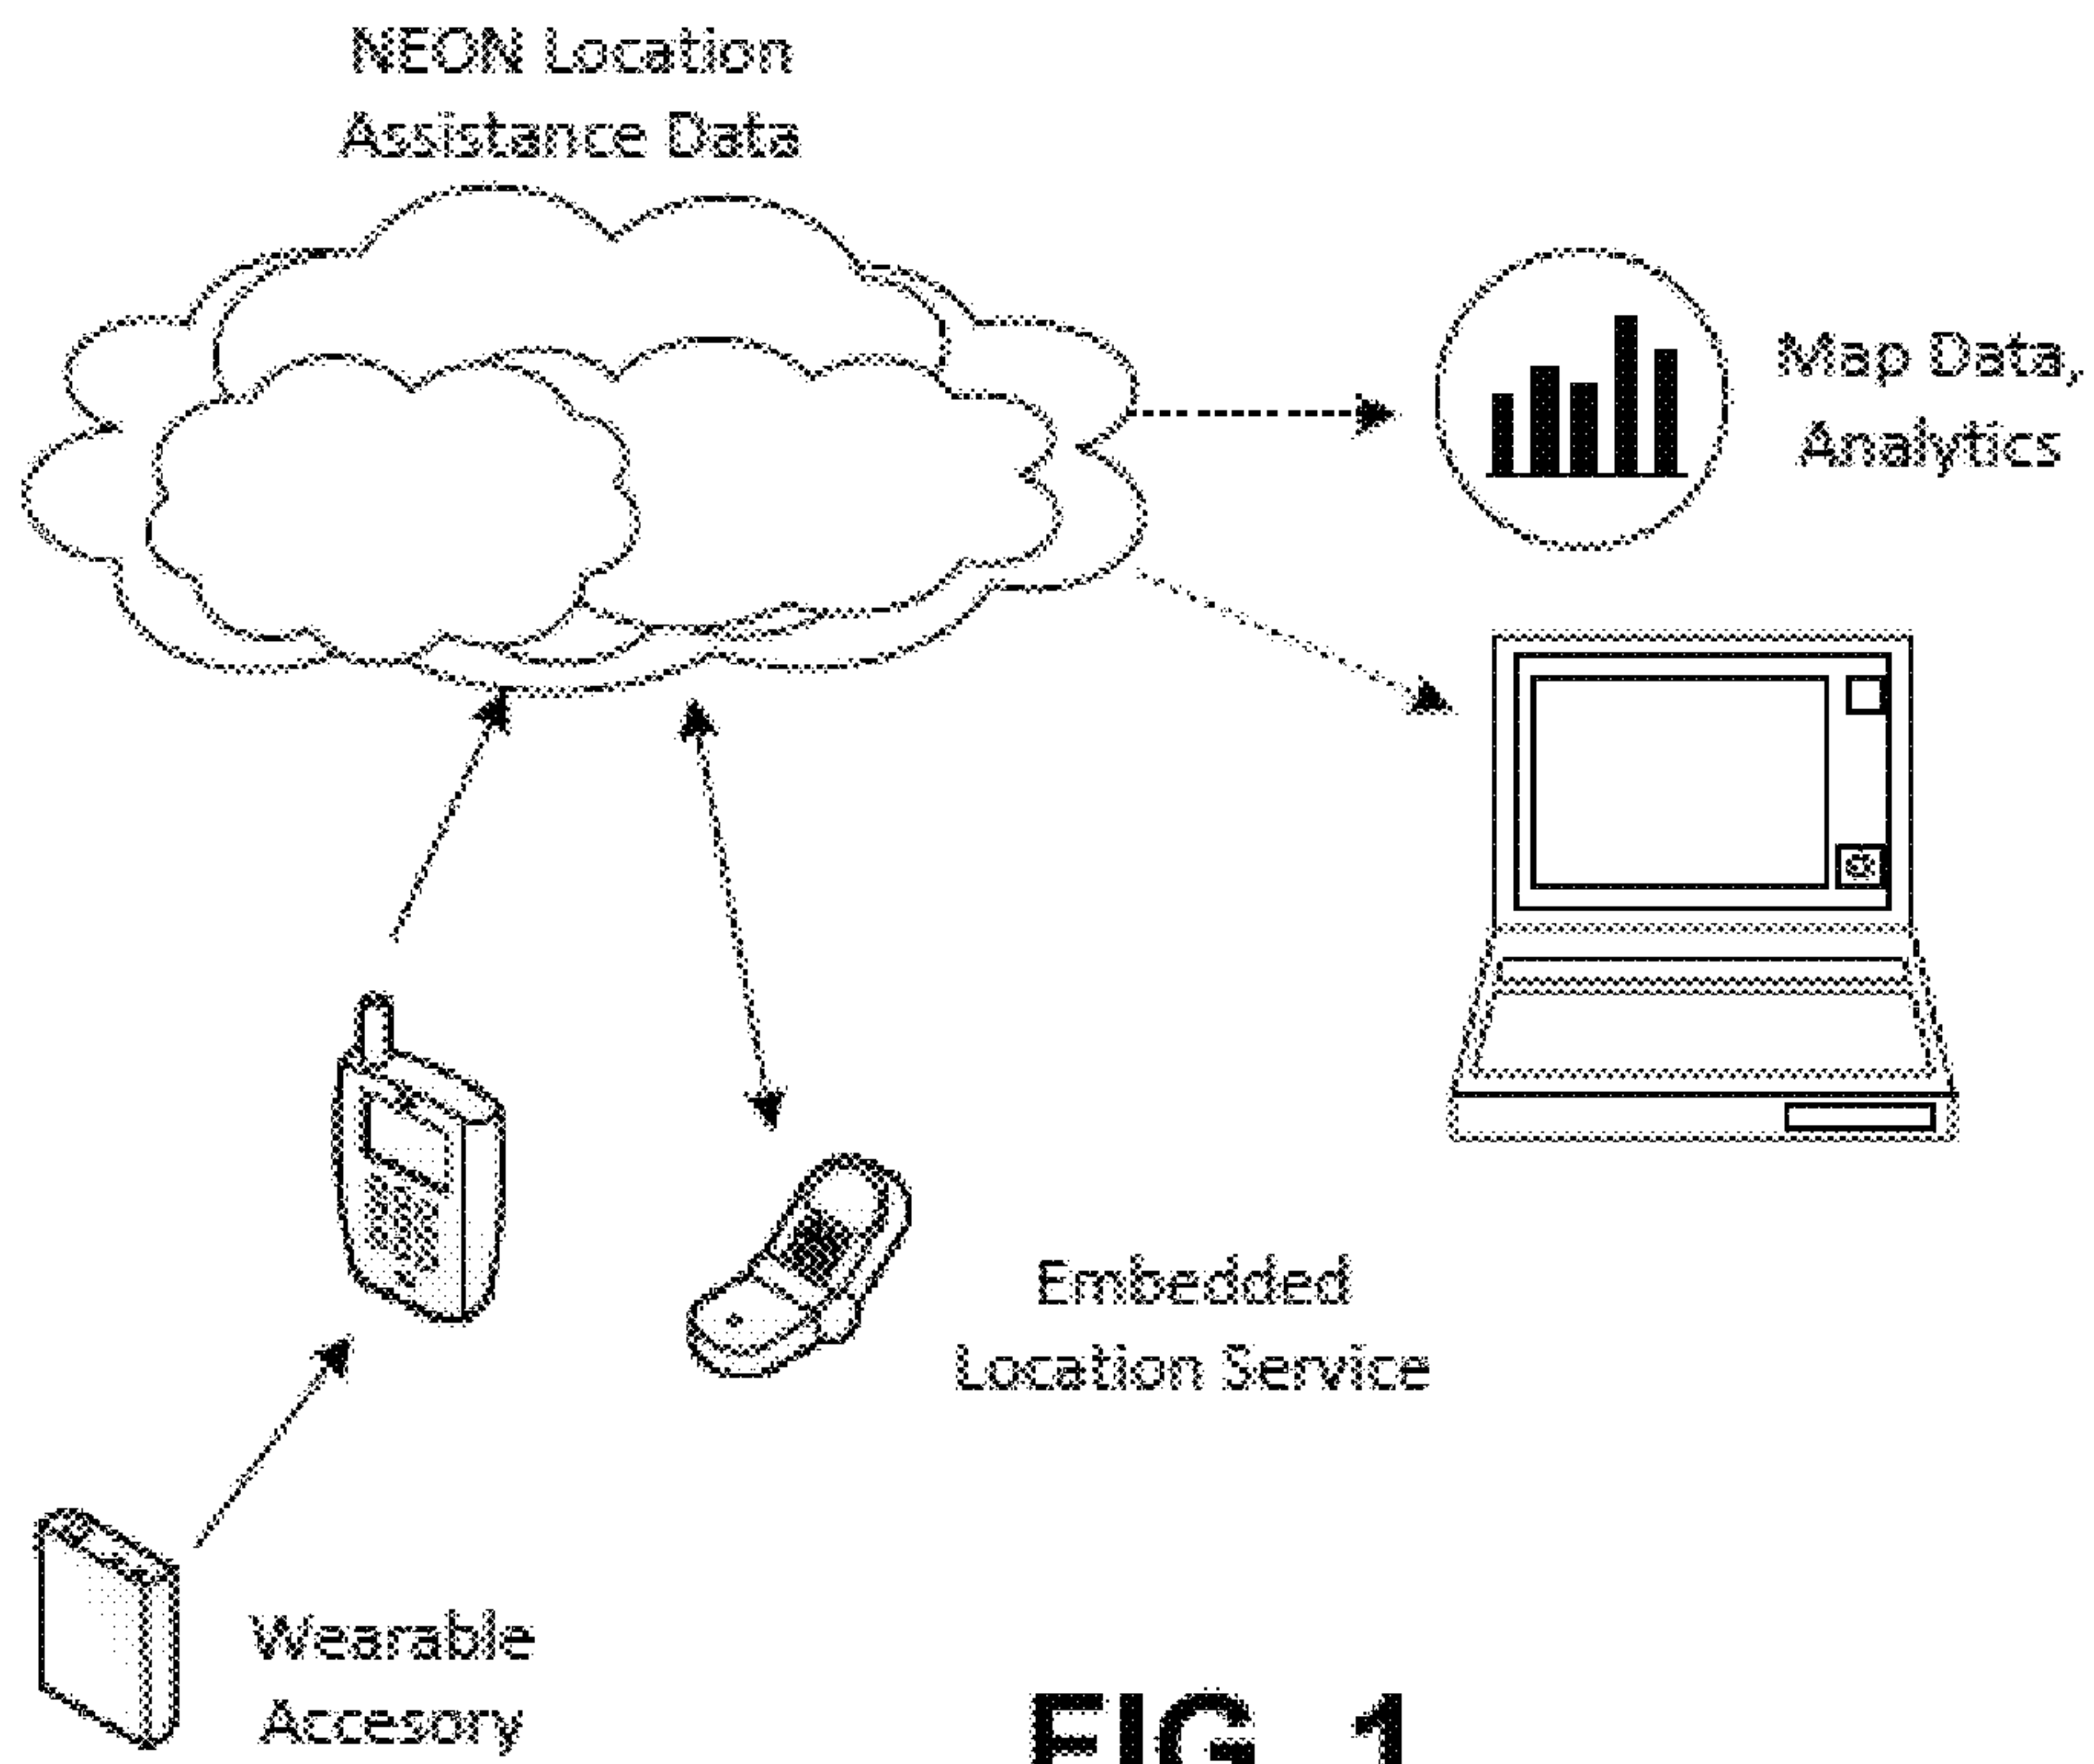 NEON Location
Assistance Data
Map Data,
Analytics
Embedded
Location Service
Wearable
Accesory
FIG. 1